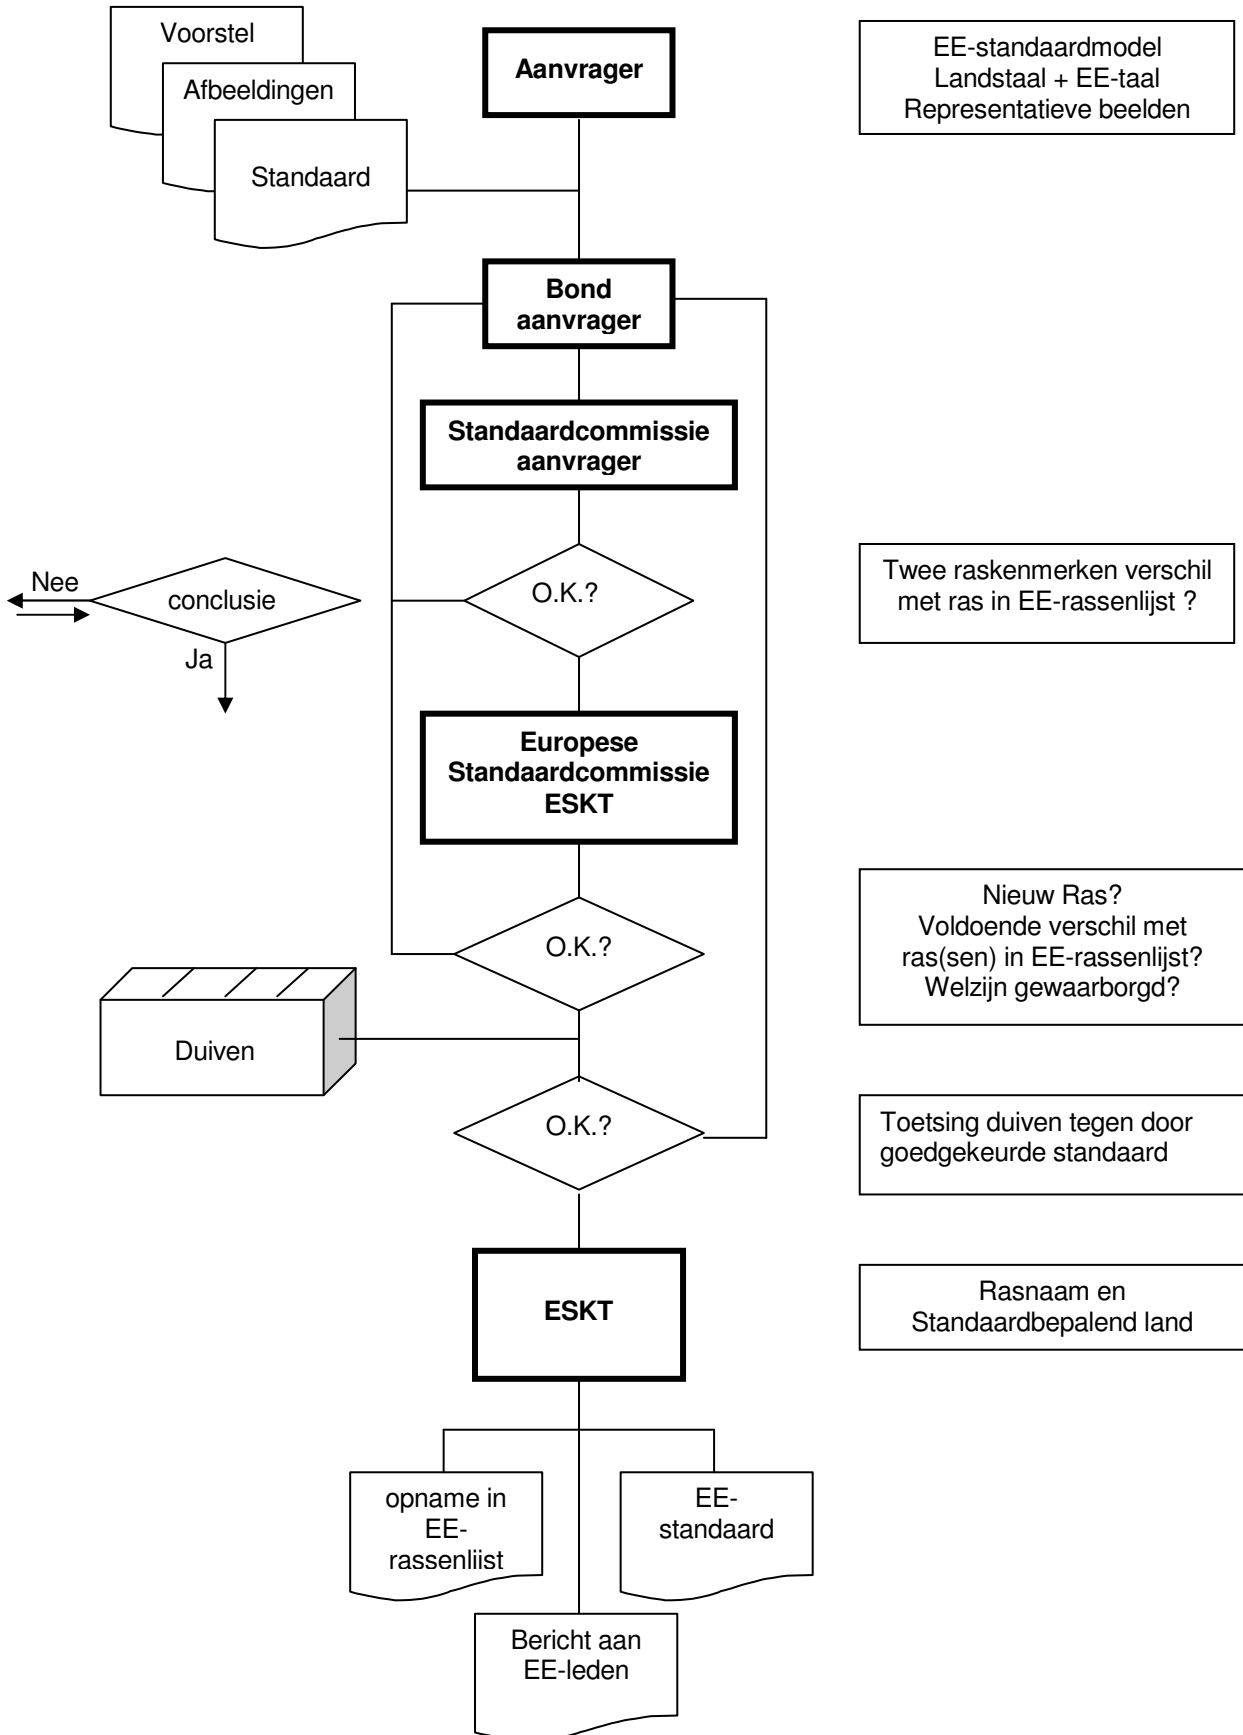 Voorstel
Afbeeldingen
Standaard
Aanvrager
EE-standaardmodel
Landstaal + EE-taal
Representatieve beelden
Bond
aanvrager
Standaardcommissie
aanvrager
Nee
conclusie
Ja
O.K.?
Twee raskenmerken verschil
met ras in EE-rassenlijst ?
Europese
Standaardcommissie
ESKT
O.K.?
Nieuw Ras?
Voldoende verschil met
ras(sen) in EE-rassenlijst?
Welzijn gewaarborgd?
Duiven
O.K.?
Toetsing duiven tegen door
goedgekeurde standaard
ESKT
Rasnaam en
Standaardbepalend land
opname in
EE-
rassenlijst
EE-
standaard
Bericht aan
EE-leden